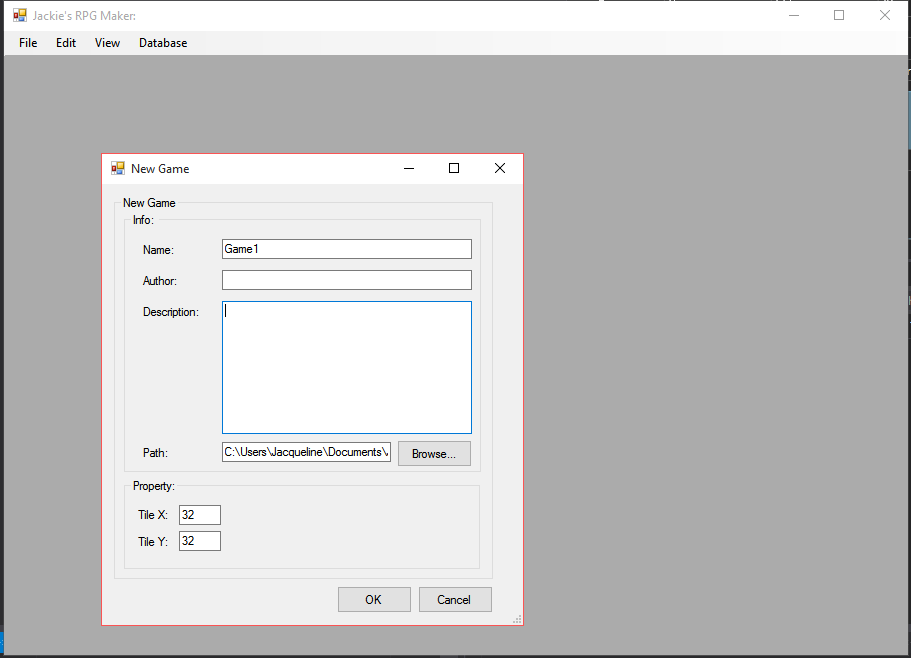 Jackie's RPG Maker:
File Edit View Database
New Game
New Game
Info:
Name: Game1
Author:
Description:
Path: C:\Users\Jacqueline\Documents\ Browse...
Property:
Tile X: 32
Tile Y: 32
OK Cancel